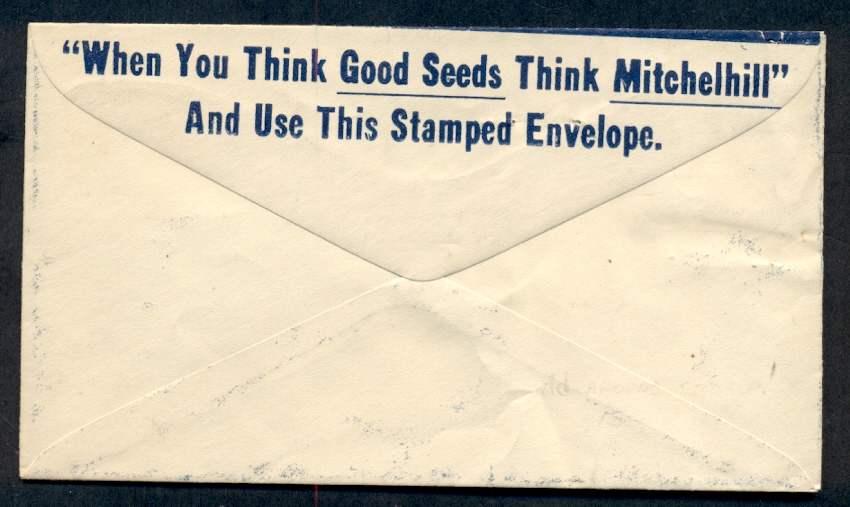 “When You Think Good Seeds Think Mitchelhill”
And Use This Stamped Envelope.